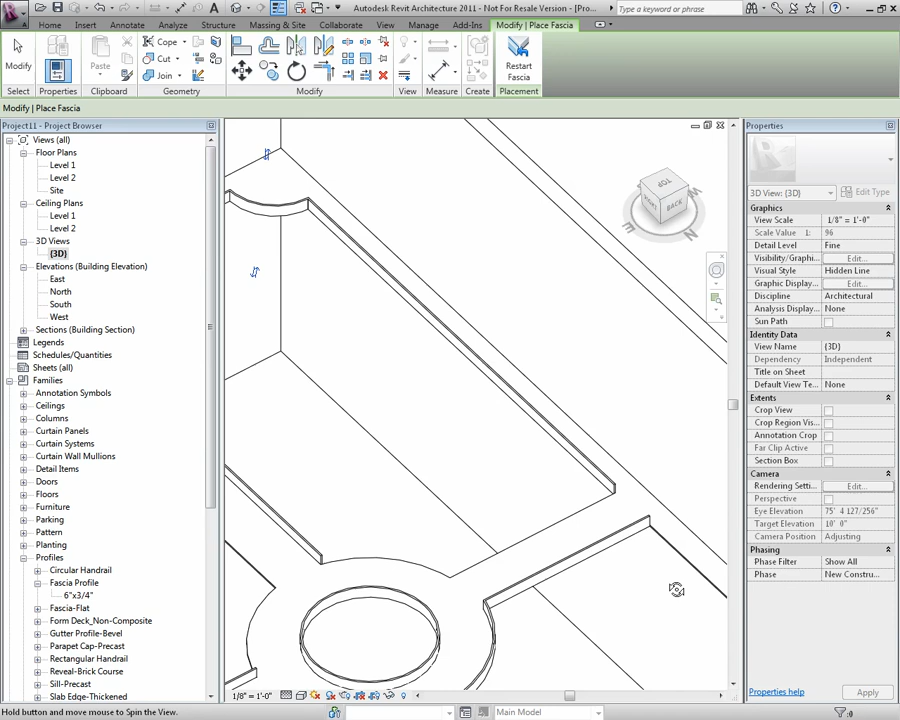 Autodesk Revit Architecture 2011 - Not For Resale Version - Project11 - ...
Type a keyword or phrase
Home Insert Annotate Analyze Structure Massing & Site Collaborate View Manage Add-Ins Modify | Place Fascia
Modify
Paste
Cope
Cut
Join
Restart
Fascia
Select Properties Clipboard Geometry Modify View Measure Create Placement
Modify | Place Fascia
Project11 - Project Browser
Views (all)
Floor Plans
Level 1
Level 2
Site
Ceiling Plans
Level 1
Level 2
3D Views
{3D}
Elevations (Building Elevation)
East
North
South
West
Sections (Building Section)
Legends
Schedules/Quantities
Sheets (all)
Families
Annotation Symbols
Ceilings
Columns
Curtain Panels
Curtain Systems
Curtain Wall Mullions
Detail Items
Doors
Floors
Furniture
Parking
Pattern
Planting
Profiles
Circular Handrail
Fascia Profile
6"x3/4"
Fascia-Flat
Form Deck_Non-Composite
Gutter Profile-Bevel
Parapet Cap-Precast
Rectangular Handrail
Reveal-Brick Course
Sill-Precast
Slab Edge-Thickened
TOP
BACK
W
E
N
Properties
3D View: {3D}
Edit Type
Graphics
View Scale 1/8" = 1'-0"
Scale Value 1: 96
Detail Level Fine
Visibility/Graphi... Edit...
Visual Style Hidden Line
Graphic Display... Edit...
Discipline Architectural
Analysis Display... None
Sun Path
Identity Data
View Name {3D}
Dependency Independent
Title on Sheet
Default View Te... None
Extents
Crop View
Crop Region Vis...
Annotation Crop
Far Clip Active
Section Box
Camera
Rendering Setti... Edit...
Perspective
Eye Elevation 75' 4 127/256"
Target Elevation 10' 0"
Camera Position Adjusting
Phasing
Phase Filter Show All
Phase New Constru...
Properties help
Apply
1/8" = 1'-0"
Hold button and move mouse to Spin the View.
Main Model
:0